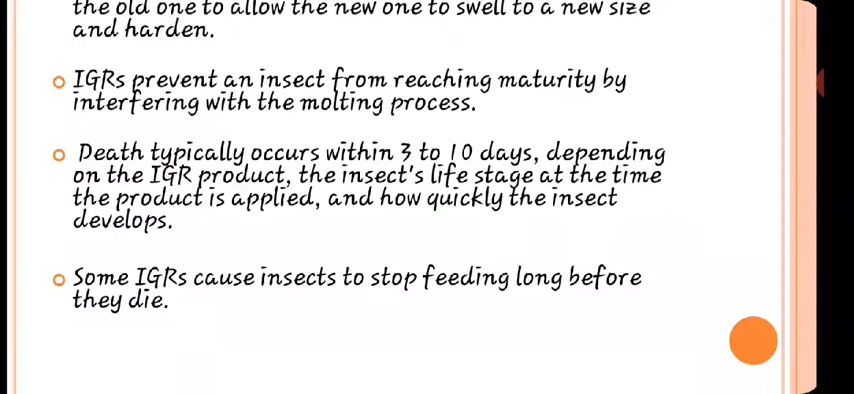 the old one to allow the new one to swell to a new size
and harden.
IGRs prevent an insect from reaching maturity by
interfering with the molting process.
Death typically occurs within 3 to 10 days, depending
on the IGR product, the insect's life stage at the time
the product is applied, and how quickly the insect
develops.
Some IGRs cause insects to stop feeding long before
they die.